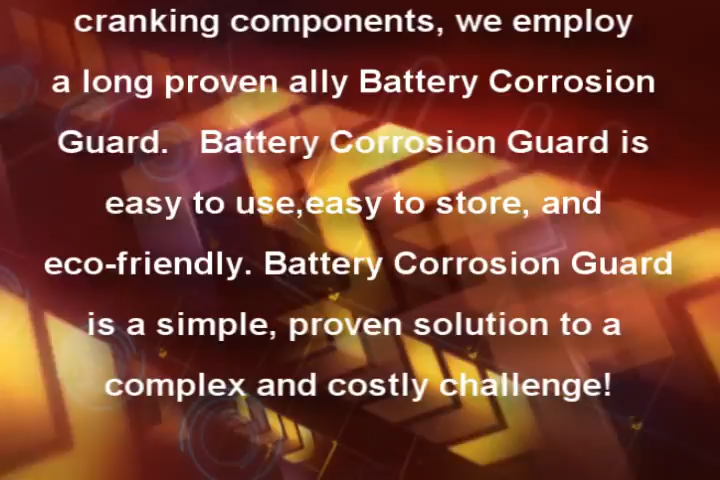 cranking components, we employ
a long proven ally Battery Corrosion
Guard.   Battery Corrosion Guard is
easy to use,easy to store, and
eco-friendly. Battery Corrosion Guard
is a simple, proven solution to a
complex and costly challenge!